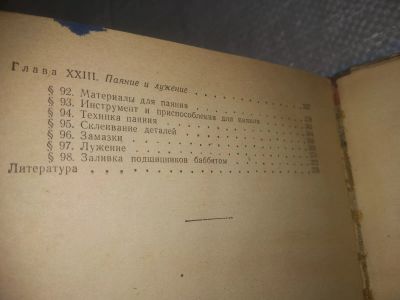 Глава XXIII. Паяние и лужение
§ 92. Материалы для паяния
§ 93. Инструмент и приспособления для паяния
§ 94. Техника паяния
§ 95. Склеивание деталей
§ 96. Замазки
§ 97. Лужение
§ 98. Заливка подшипников баббитом
Литература